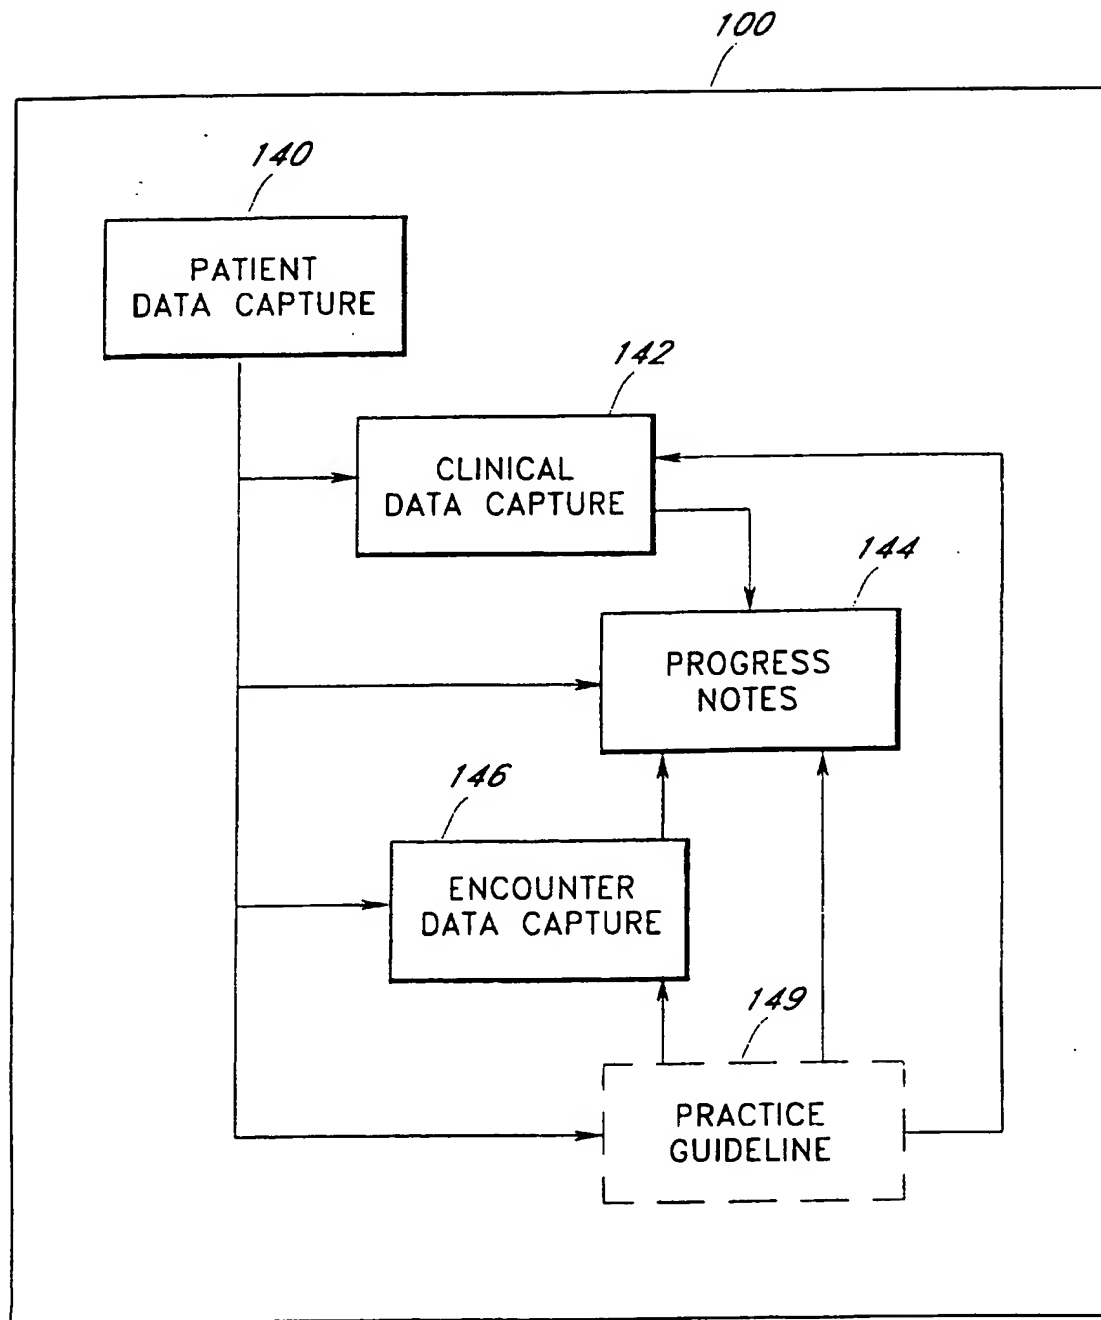 100
140
PATIENT
DATA CAPTURE
142
CLINICAL
DATA CAPTURE
144
PROGRESS
NOTES
146
ENCOUNTER
DATA CAPTURE
149
PRACTICE
GUIDELINE